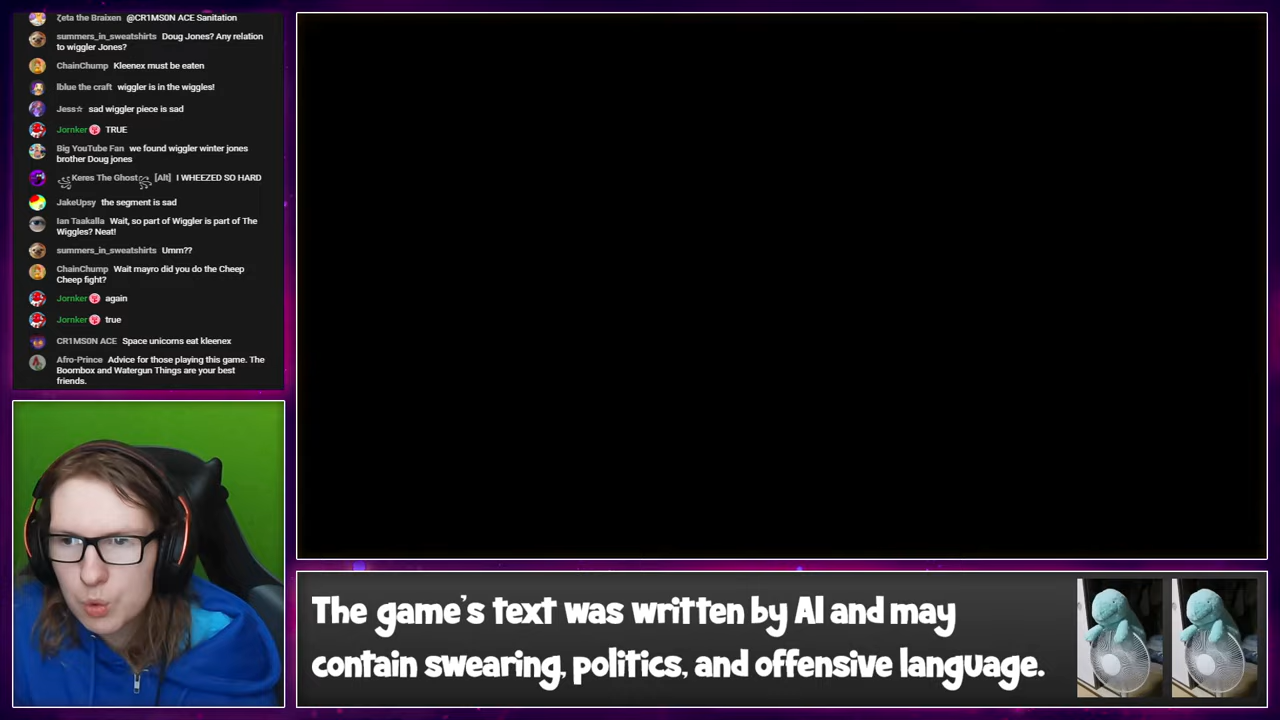 Zeta the Braixen @CR1MS0N ACE Sanitation
summers_in_sweatshirts Doug Jones? Any relation
to wiggler Jones?
ChainChump Kleenex must be eaten
lblue the craft wiggler is in the wiggles!
Jess☆ sad wiggler piece is sad
Jornker TRUE
Big YouTube Fan we found wiggler winter jones
brother Doug jones
꧁Keres The Ghost꧂ [Alt] I WHEEZED SO HARD
JakeUpsy the segment is sad
Ian Taakalla Wait, so part of Wiggler is part of The
Wiggles? Neat!
summers_in_sweatshirts Umm??
ChainChump Wait mayro did you do the Cheep
Cheep fight?
Jornker again
Jornker true
CR1MS0N ACE Space unicorns eat kleenex
Afro-Prince Advice for those playing this game. The
Boombox and Watergun Things are your best
friends.
The game's text was written by AI and may
contain swearing, politics, and offensive language.